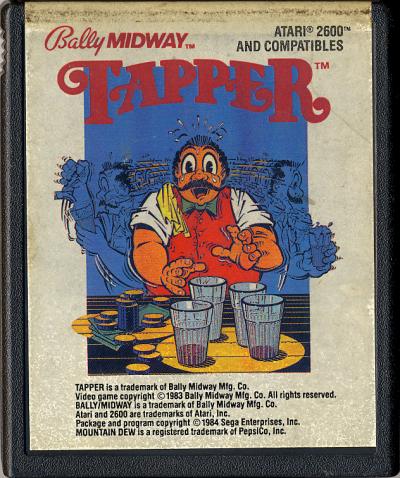 Bally MIDWAY™
ATARI® 2600™
AND COMPATIBLES
TAPPER™
TAPPER is a trademark of Bally Midway Mfg. Co.
Video game copyright ©1983 Bally Midway Mfg. Co. All rights reserved.
BALLY/MIDWAY is a trademark of Bally Midway Mfg. Co.
Atari and 2600 are trademarks of Atari, Inc.
Package and program copyright ©1984 Sega Enterprises, Inc.
MOUNTAIN DEW is a registered trademark of PepsiCo, Inc.